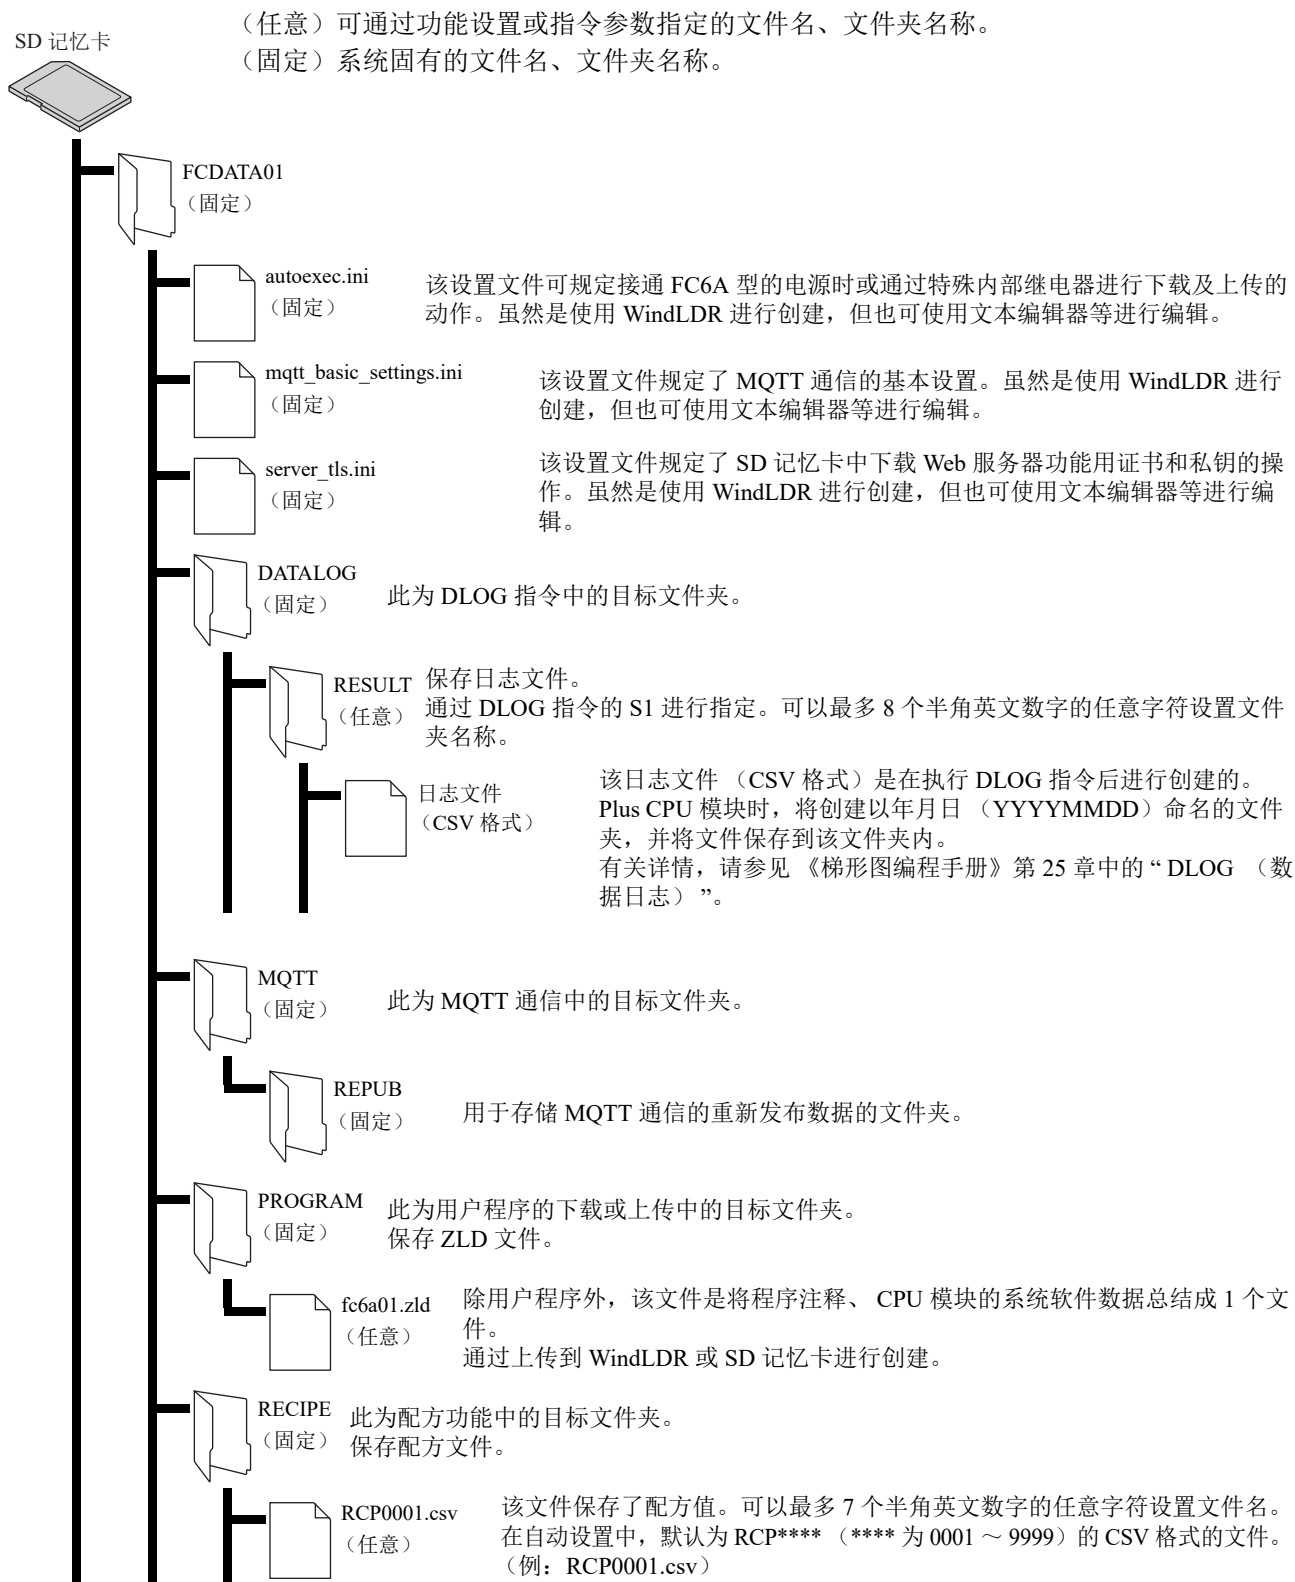 （任意）可通过功能设置或指令参数指定的文件名、文件夹名称。
SD 记忆卡
（固定）系统固有的文件名、文件夹名称。
FCDATA01
（固定）
autoexec.ini
（固定）
该设置文件可规定接通 FC6A 型的电源时或通过特殊内部继电器进行下载及上传的
动作。虽然是使用 WindLDR 进行创建，但也可使用文本编辑器等进行编辑。
mqtt_basic_settings.ini
（固定）
该设置文件规定了 MQTT 通信的基本设置。虽然是使用 WindLDR 进行
创建，但也可使用文本编辑器等进行编辑。
server_tls.ini
（固定）
该设置文件规定了 SD 记忆卡中下载 Web 服务器功能用证书和私钥的操
作。虽然是使用 WindLDR 进行创建，但也可使用文本编辑器等进行编
辑。
DATALOG
（固定）
此为 DLOG 指令中的目标文件夹。
RESULT
（任意）
保存日志文件。
通过 DLOG 指令的 S1 进行指定。可以最多 8 个半角英文数字的任意字符设置文件
夹名称。
日志文件
（CSV 格式）
该日志文件 （CSV 格式）是在执行 DLOG 指令后进行创建的。
Plus CPU 模块时，将创建以年月日 （YYYYMMDD）命名的文件
夹，并将文件保存到该文件夹内。
有关详情，请参见 《梯形图编程手册》第 25 章中的 “ DLOG （数
据日志） ”。
MQTT
（固定）
此为 MQTT 通信中的目标文件夹。
REPUB
（固定）
用于存储 MQTT 通信的重新发布数据的文件夹。
PROGRAM
（固定）
此为用户程序的下载或上传中的目标文件夹。
保存 ZLD 文件。
fc6a01.zld
（任意）
除用户程序外，该文件是将程序注释、 CPU 模块的系统软件数据总结成 1 个文
件。
通过上传到 WindLDR 或 SD 记忆卡进行创建。
RECIPE
（固定）
此为配方功能中的目标文件夹。
保存配方文件。
RCP0001.csv
（任意）
该文件保存了配方值。可以最多 7 个半角英文数字的任意字符设置文件名。
在自动设置中，默认为 RCP**** （**** 为 0001 ～ 9999）的 CSV 格式的文件。
（例：RCP0001.csv）